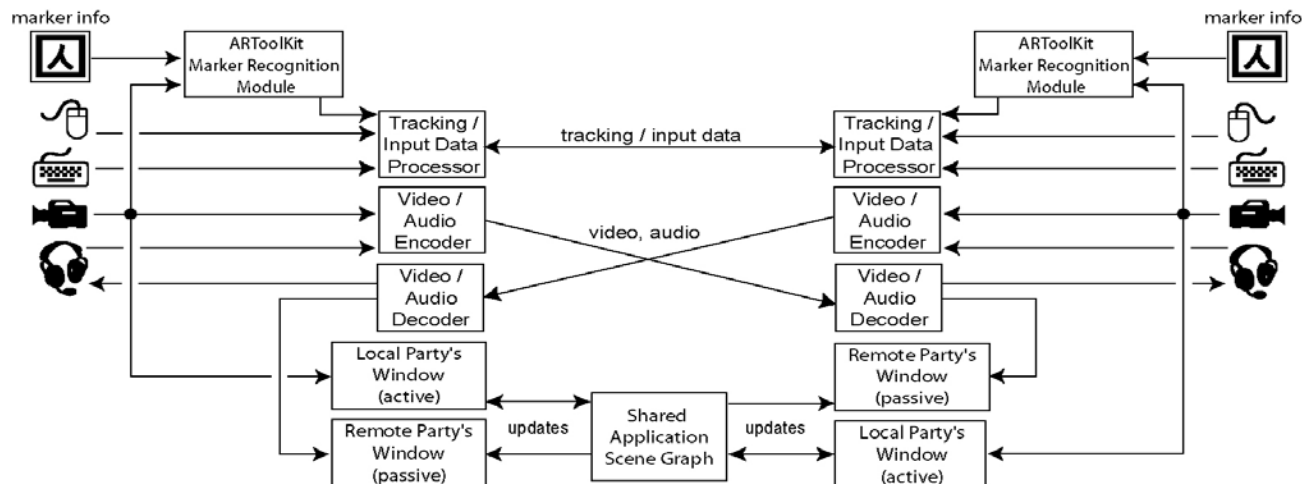 marker info
marker info
ARToolKit
Marker Recognition
Module
ARToolKit
Marker Recognition
Module
Tracking /
Input Data
Processor
tracking / input data
Tracking /
Input Data
Processor
Video /
Audio
Encoder
video, audio
Video /
Audio
Encoder
Video /
Audio
Decoder
Video /
Audio
Decoder
Local Party's
Window
(active)
Remote Party's
Window
(passive)
Shared
Application
Scene Graph
updates
updates
Remote Party's
Window
(passive)
Local Party's
Window
(active)